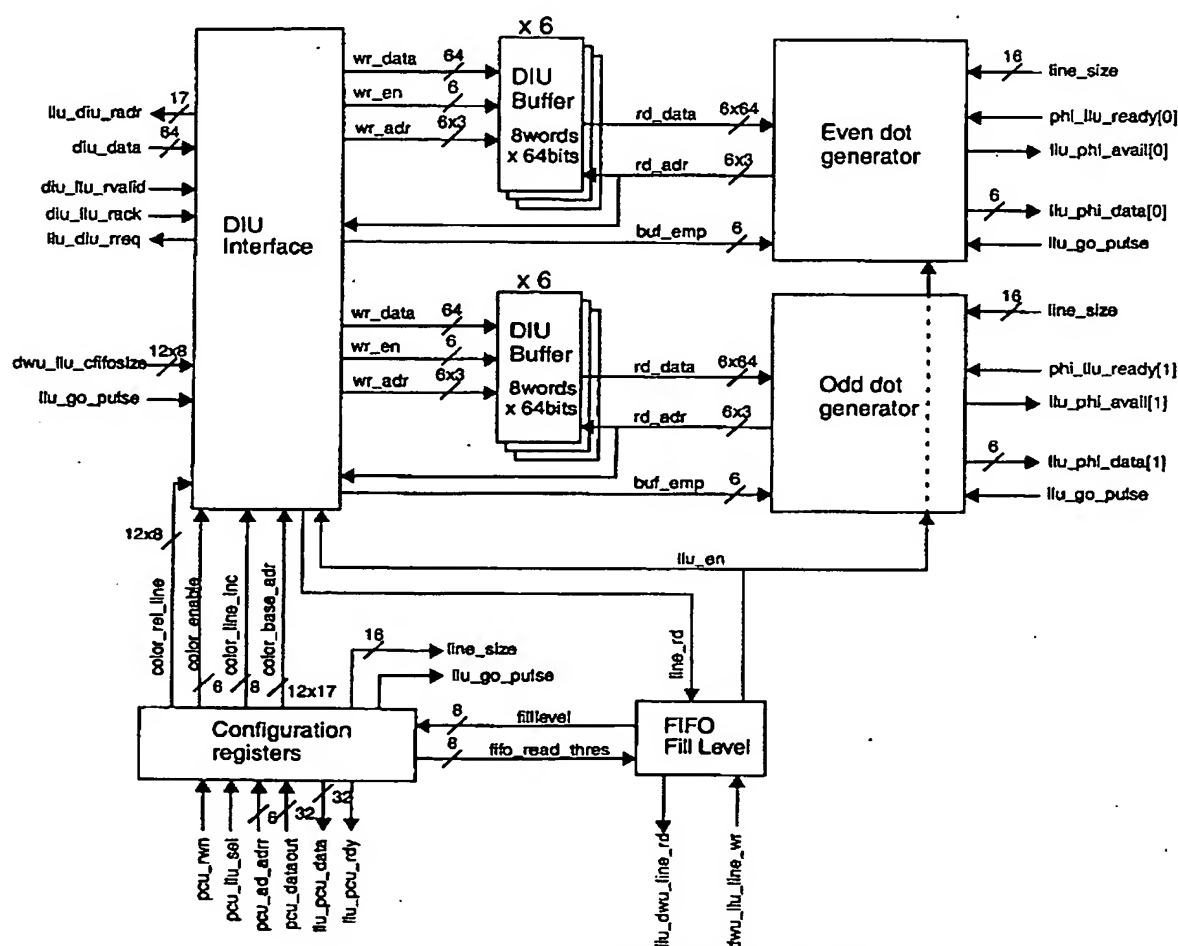 x 6
wr_data 64
wr_en 6
wr_adr 6x3
DIU
Buffer
8words
x 64bits
rd_data 6x64
rd_adr 6x3
buf_emp 6
Even dot
generator
16 line_size
phi_llu_ready[0]
llu_phi_avail[0]
6 llu_phi_data[0]
llu_go_pulse
llu_diu_radr 17
diu_data 64
diu_llu_rvalid
diu_llu_rack
llu_diu_rreq
DIU
Interface
dwu_llu_cfifosize 12x8
llu_go_pulse
x 6
wr_data 64
wr_en 6
wr_adr 6x3
DIU
Buffer
8words
x 64bits
rd_data 6x64
rd_adr 6x3
buf_emp 6
Odd dot
generator
16 line_size
phi_llu_ready[1]
llu_phi_avail[1]
6 llu_phi_data[1]
llu_go_pulse
llu_en
12x8
color_rel_line
color_enable
6
color_line_inc
8
color_base_adr
12x17
16 line_size
llu_go_pulse
line_rd
Configuration
registers
8 filllevel
8 fifo_read_thres
FIFO
Fill Level
pcu_rwn
pcu_llu_sel
pcu_ad_adrr
6
pcu_dataout
32
llu_pcu_data
32
llu_pcu_rdy
llu_dwu_line_rd
dwu_llu_line_wr